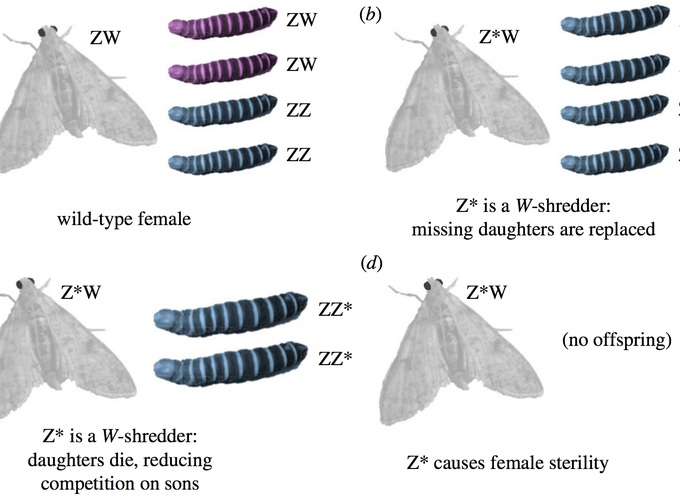 ZW
ZW
ZW
ZZ
ZZ
wild-type female
(b)
Z*W
Z* is a W-shredder:
missing daughters are replaced
Z*W
ZZ*
ZZ*
Z* is a W-shredder:
daughters die, reducing
competition on sons
(d)
Z*W
(no offspring)
Z* causes female sterility